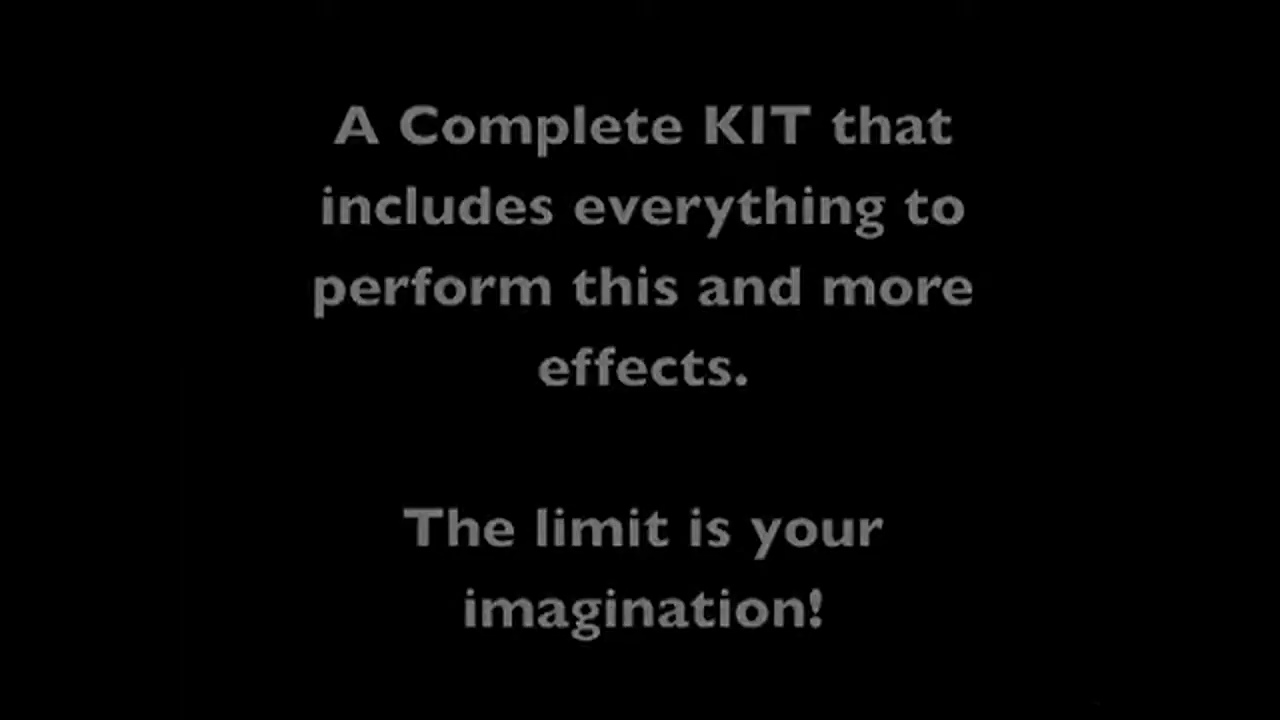 A Complete KIT that
includes everything to
perform this and more
effects.
The limit is your
imagination!